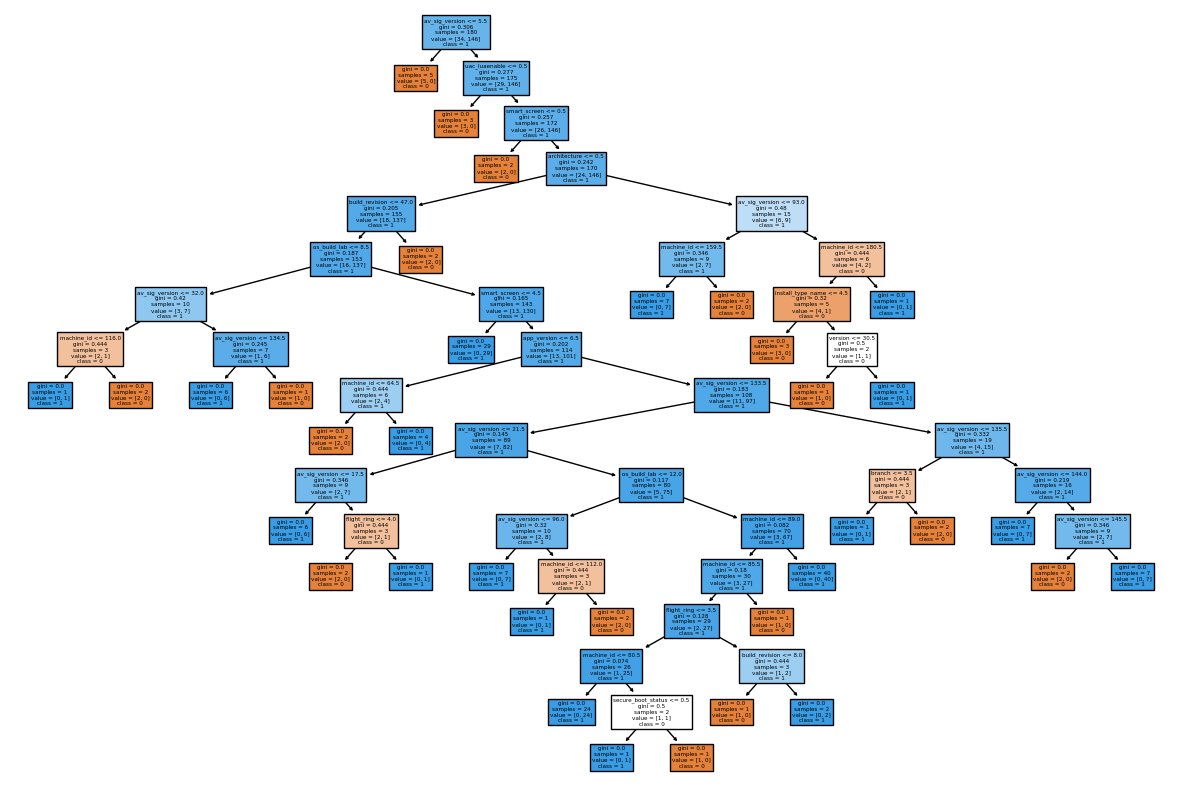 av_sig_version <= 5.5
gini = 0.306
samples = 180
value = [34, 146]
class = 1
gini = 0.0
samples = 5
value = [5, 0]
class = 0
uac_luaenable <= 0.5
gini = 0.277
samples = 175
value = [29, 146]
class = 1
gini = 0.0
samples = 3
value = [3, 0]
class = 0
smart_screen <= 0.5
gini = 0.257
samples = 172
value = [26, 146]
class = 1
gini = 0.0
samples = 2
value = [2, 0]
class = 0
architecture <= 0.5
gini = 0.242
samples = 170
value = [24, 146]
class = 1
build_revision <= 47.0
gini = 0.205
samples = 155
value = [18, 137]
class = 1
av_sig_version <= 93.0
gini = 0.48
samples = 15
value = [6, 9]
class = 1
os_build_lab <= 8.5
gini = 0.187
samples = 153
value = [16, 137]
class = 1
gini = 0.0
samples = 2
value = [2, 0]
class = 0
machine_id <= 159.5
gini = 0.346
samples = 9
value = [2, 7]
class = 1
machine_id <= 180.5
gini = 0.444
samples = 6
value = [4, 2]
class = 0
av_sig_version <= 32.0
gini = 0.42
samples = 10
value = [3, 7]
class = 1
smart_screen <= 4.5
gini = 0.165
samples = 143
value = [13, 130]
class = 1
gini = 0.0
samples = 7
value = [0, 7]
class = 1
gini = 0.0
samples = 2
value = [2, 0]
class = 0
install_type_name <= 4.5
gini = 0.32
samples = 5
value = [4, 1]
class = 0
gini = 0.0
samples = 1
value = [0, 1]
class = 1
machine_id <= 116.0
gini = 0.444
samples = 3
value = [2, 1]
class = 0
av_sig_version <= 134.5
gini = 0.245
samples = 7
value = [1, 6]
class = 1
gini = 0.0
samples = 29
value = [0, 29]
class = 1
app_version <= 6.5
gini = 0.202
samples = 114
value = [13, 101]
class = 1
gini = 0.0
samples = 3
value = [3, 0]
class = 0
version <= 30.5
gini = 0.5
samples = 2
value = [1, 1]
class = 0
gini = 0.0
samples = 1
value = [0, 1]
class = 1
gini = 0.0
samples = 2
value = [2, 0]
class = 0
gini = 0.0
samples = 6
value = [0, 6]
class = 1
gini = 0.0
samples = 1
value = [1, 0]
class = 0
machine_id <= 64.5
gini = 0.444
samples = 6
value = [2, 4]
class = 1
av_sig_version <= 133.5
gini = 0.183
samples = 108
value = [11, 97]
class = 1
gini = 0.0
samples = 1
value = [1, 0]
class = 0
gini = 0.0
samples = 1
value = [0, 1]
class = 1
gini = 0.0
samples = 2
value = [2, 0]
class = 0
gini = 0.0
samples = 4
value = [0, 4]
class = 1
av_sig_version <= 21.5
gini = 0.145
samples = 89
value = [7, 82]
class = 1
av_sig_version <= 135.5
gini = 0.332
samples = 19
value = [4, 15]
class = 1
av_sig_version <= 17.5
gini = 0.346
samples = 9
value = [2, 7]
class = 1
os_build_lab <= 12.0
gini = 0.117
samples = 80
value = [5, 75]
class = 1
branch <= 3.5
gini = 0.444
samples = 3
value = [2, 1]
class = 0
av_sig_version <= 144.0
gini = 0.219
samples = 16
value = [2, 14]
class = 1
gini = 0.0
samples = 6
value = [0, 6]
class = 1
flight_ring <= 4.0
gini = 0.444
samples = 3
value = [2, 1]
class = 0
av_sig_version <= 96.0
gini = 0.32
samples = 10
value = [2, 8]
class = 1
machine_id <= 89.0
gini = 0.082
samples = 70
value = [3, 67]
class = 1
gini = 0.0
samples = 1
value = [0, 1]
class = 1
gini = 0.0
samples = 2
value = [2, 0]
class = 0
gini = 0.0
samples = 7
value = [0, 7]
class = 1
av_sig_version <= 145.5
gini = 0.346
samples = 9
value = [2, 7]
class = 1
gini = 0.0
samples = 2
value = [2, 0]
class = 0
gini = 0.0
samples = 1
value = [0, 1]
class = 1
gini = 0.0
samples = 7
value = [0, 7]
class = 1
machine_id <= 112.0
gini = 0.444
samples = 3
value = [2, 1]
class = 0
machine_id <= 85.5
gini = 0.18
samples = 30
value = [3, 27]
class = 1
gini = 0.0
samples = 40
value = [0, 40]
class = 1
gini = 0.0
samples = 2
value = [2, 0]
class = 0
gini = 0.0
samples = 7
value = [0, 7]
class = 1
gini = 0.0
samples = 1
value = [0, 1]
class = 1
gini = 0.0
samples = 2
value = [2, 0]
class = 0
flight_ring <= 3.5
gini = 0.128
samples = 29
value = [2, 27]
class = 1
gini = 0.0
samples = 1
value = [1, 0]
class = 0
machine_id <= 80.5
gini = 0.074
samples = 26
value = [1, 25]
class = 1
build_revision <= 8.0
gini = 0.444
samples = 3
value = [1, 2]
class = 1
gini = 0.0
samples = 24
value = [0, 24]
class = 1
secure_boot_status <= 0.5
gini = 0.5
samples = 2
value = [1, 1]
class = 0
gini = 0.0
samples = 1
value = [1, 0]
class = 0
gini = 0.0
samples = 2
value = [0, 2]
class = 1
gini = 0.0
samples = 1
value = [0, 1]
class = 1
gini = 0.0
samples = 1
value = [1, 0]
class = 0